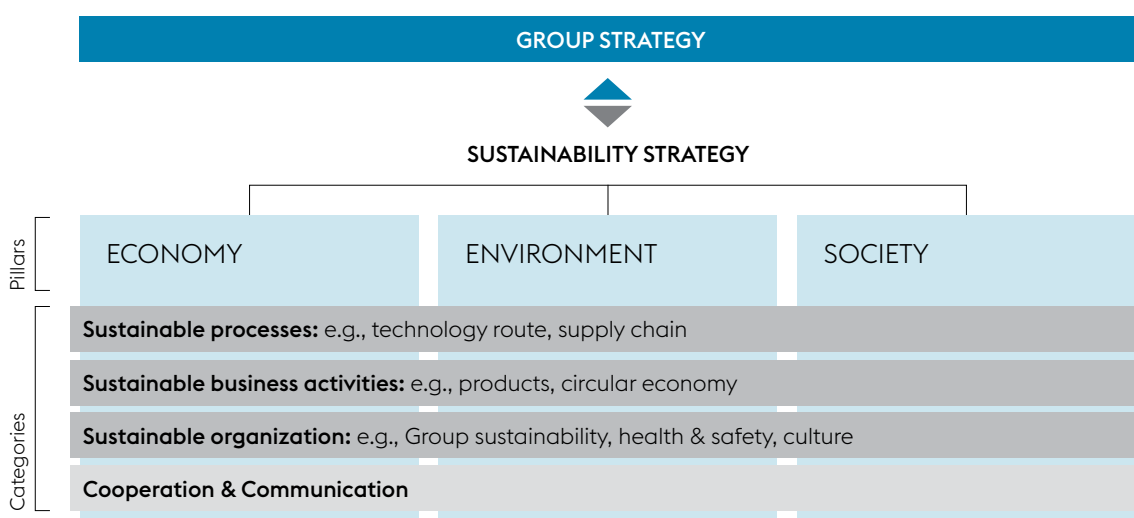 GROUP STRATEGY
SUSTAINABILITY STRATEGY
Pillars
ECONOMY
ENVIRONMENT
SOCIETY
Categories
Sustainable processes: e.g., technology route, supply chain
Sustainable business activities: e.g., products, circular economy
Sustainable organization: e.g., Group sustainability, health & safety, culture
Cooperation & Communication